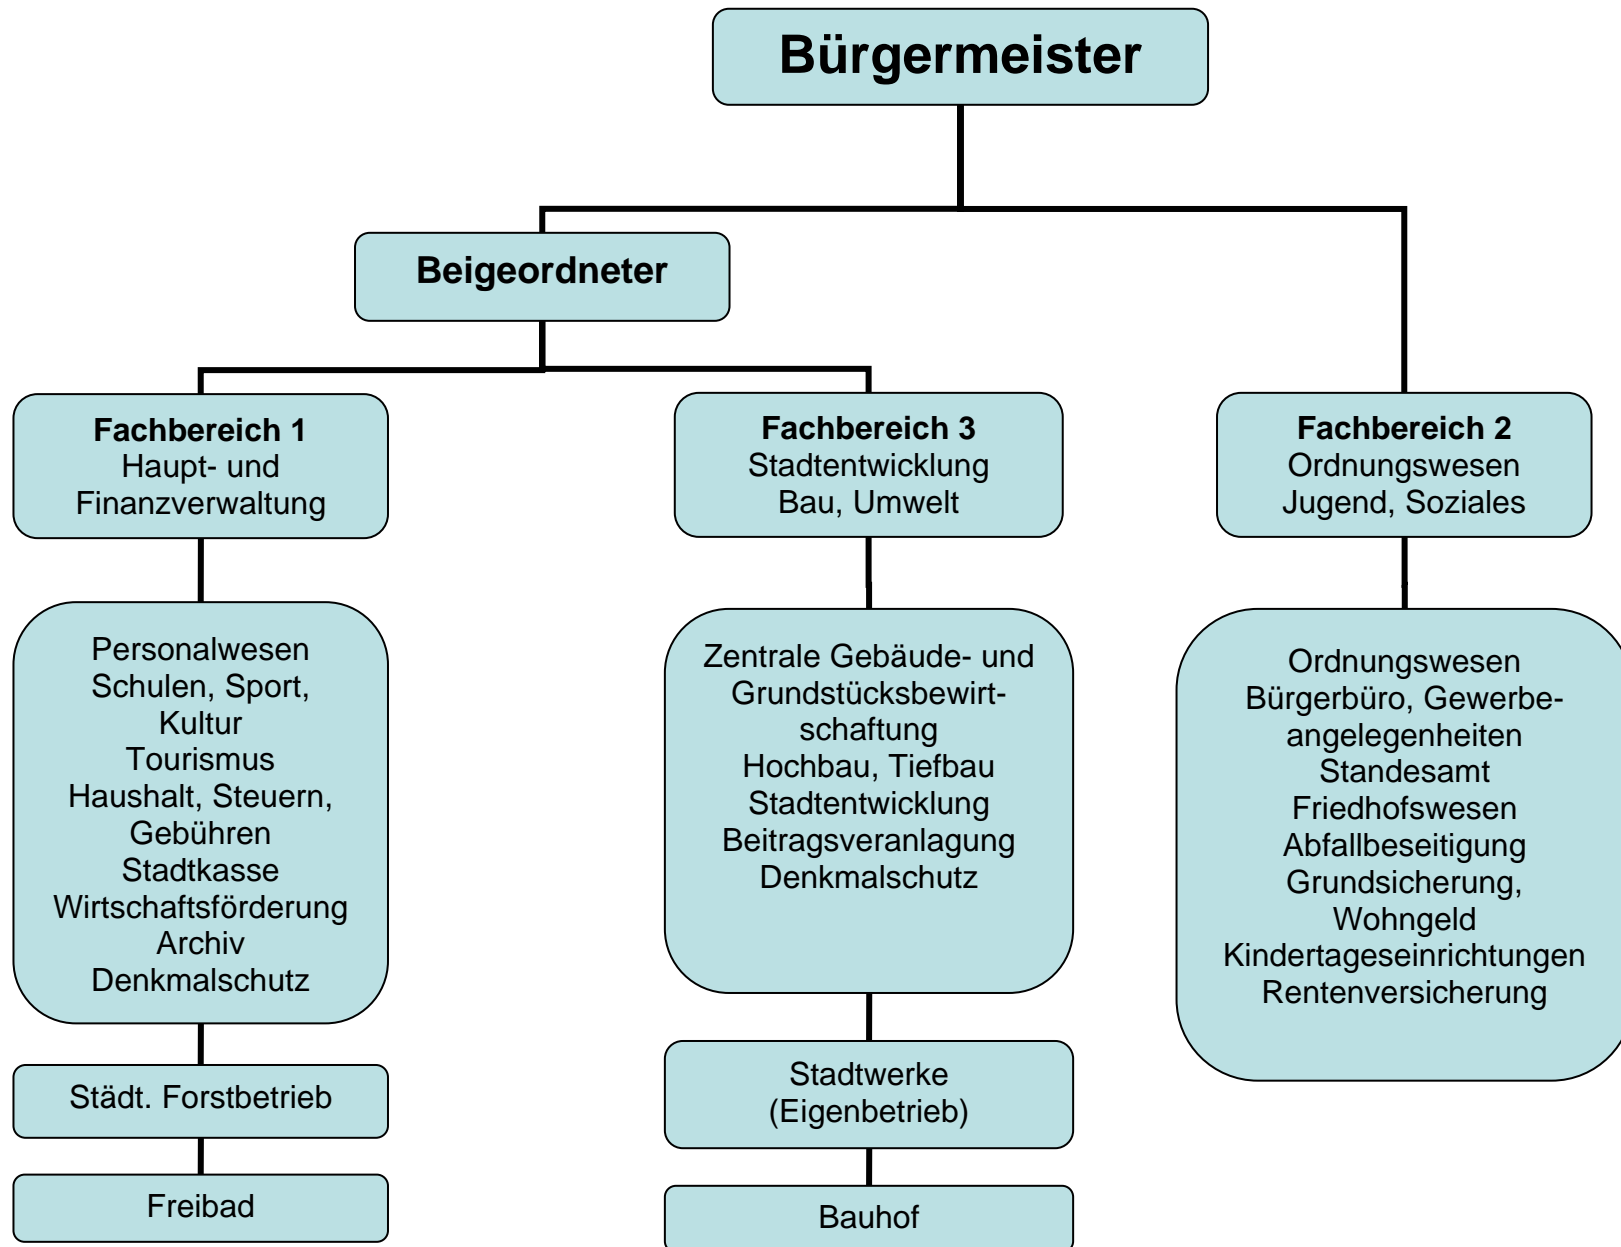 Bürgermeister
Beigeordneter
Fachbereich 1
Haupt- und
Finanzverwaltung
Personalwesen
Schulen, Sport,
Kultur
Tourismus
Haushalt, Steuern,
Gebühren
Stadtkasse
Wirtschaftsförderung
Archiv
Denkmalschutz
Städt. Forstbetrieb
Freibad
Fachbereich 3
Stadtentwicklung
Bau, Umwelt
Zentrale Gebäude- und
Grundstücksbewirt-
schaftung
Hochbau, Tiefbau
Stadtentwicklung
Beitragsveranlagung
Denkmalschutz
Stadtwerke
(Eigenbetrieb)
Bauhof
Fachbereich 2
Ordnungswesen
Jugend, Soziales
Ordnungswesen
Bürgerbüro, Gewerbe-
angelegenheiten
Standesamt
Friedhofswesen
Abfallbeseitigung
Grundsicherung,
Wohngeld
Kindertageseinrichtungen
Rentenversicherung